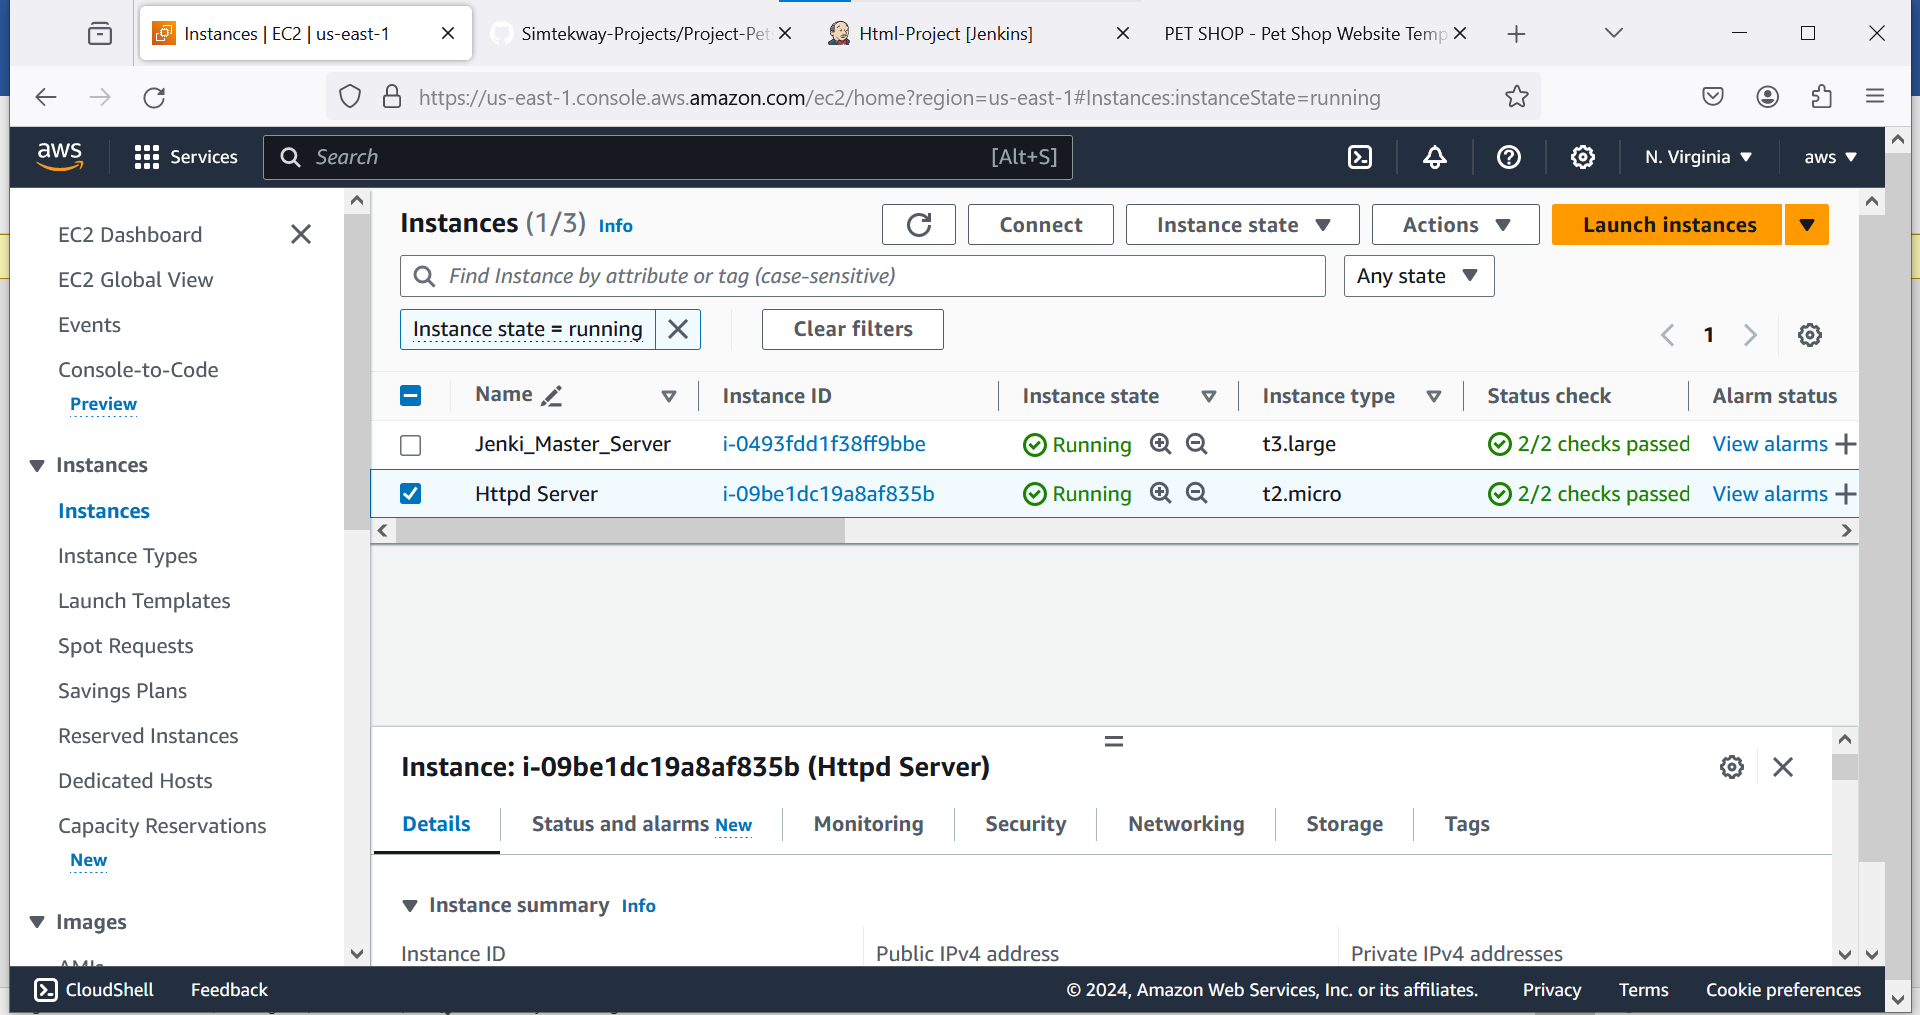 Instances | EC2 | us-east-1
Simtekway-Projects/Project-Pet
Html-Project [Jenkins]
PET SHOP - Pet Shop Website Temp
https://us-east-1.console.aws.amazon.com/ec2/home?region=us-east-1#Instances:instanceState=running
aws
Services
Search
[Alt+S]
N. Virginia
aws
EC2 Dashboard
EC2 Global View
Events
Console-to-Code
Preview
Instances
Instances
Instance Types
Launch Templates
Spot Requests
Savings Plans
Reserved Instances
Dedicated Hosts
Capacity Reservations
New
Images
AMIs
Instances (1/3) Info
Connect
Instance state
Actions
Launch instances
Find Instance by attribute or tag (case-sensitive)
Any state
Instance state = running
Clear filters
1
Name Instance ID Instance state Instance type Status check Alarm status
Jenki_Master_Server i-0493fdd1f38ff9bbe Running t3.large 2/2 checks passed View alarms
Httpd Server i-09be1dc19a8af835b Running t2.micro 2/2 checks passed View alarms
Instance: i-09be1dc19a8af835b (Httpd Server)
Details Status and alarms New Monitoring Security Networking Storage Tags
Instance summary Info
Instance ID Public IPv4 address Private IPv4 addresses
CloudShell Feedback © 2024, Amazon Web Services, Inc. or its affiliates. Privacy Terms Cookie preferences